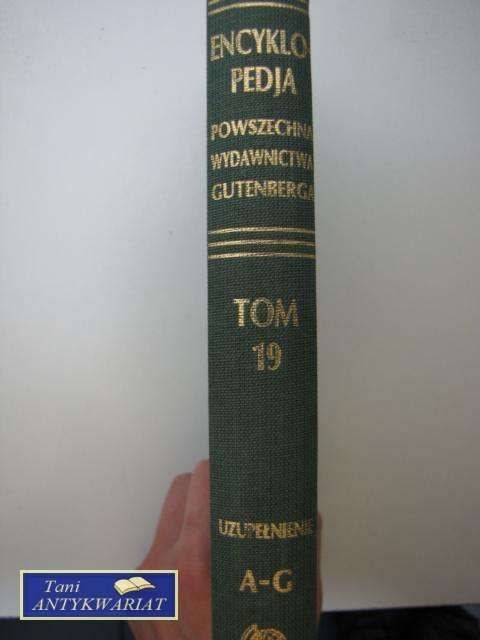 ENCYKLO-
PEDJA
POWSZECHNA
WYDAWNICTWA
GUTENBERGA
TOM
19
UZUPEŁNIENIE
A-G
Tani
ANTYKWARIAT